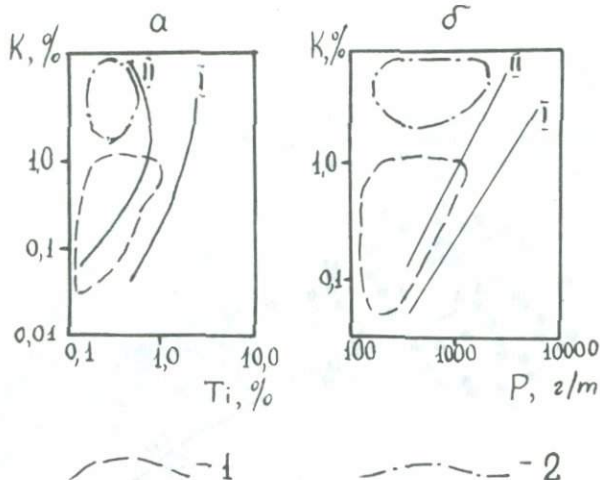 а
К, %
II
I
1,0
0,1
0,01
0,1
1,0
10,0
Ti, %
б
К, %
II
I
1,0
0,1
100
1000
10000
Р, г/т
- 1
- 2